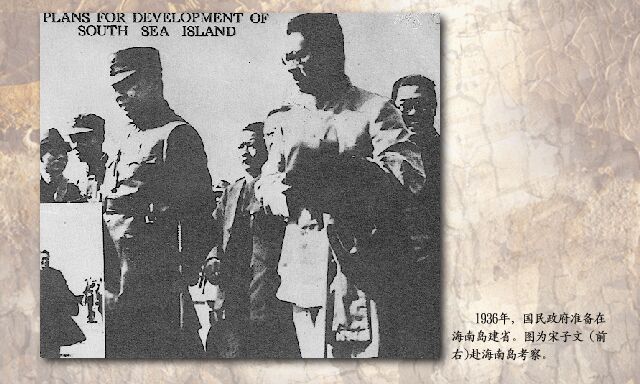 PLANS FOR DEVELOPMENT OF
SOUTH SEA ISLAND
1936年，国民政府准备在
海南岛建省。图为宋子文（前
右)赴海南岛考察。